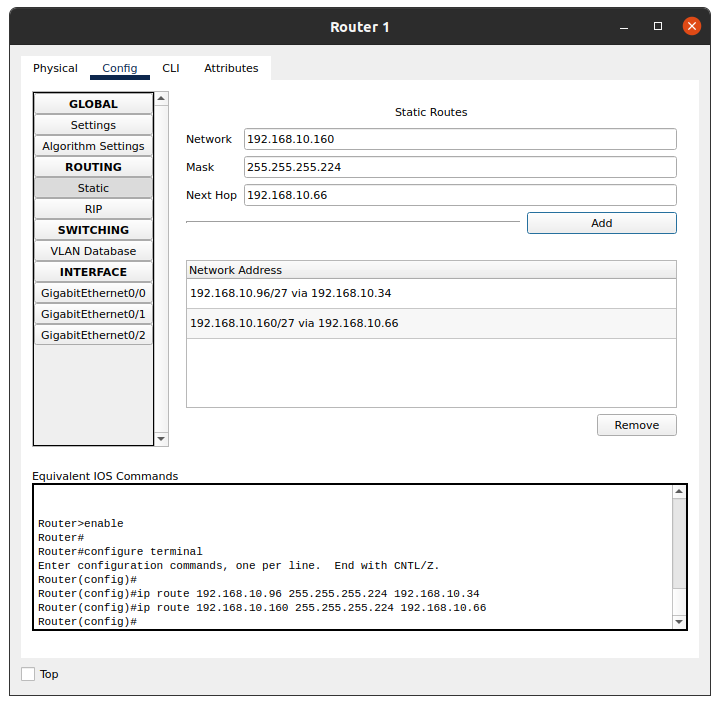 Router 1
Physical Config CLI Attributes
GLOBAL
Settings
Algorithm Settings
ROUTING
Static
RIP
SWITCHING
VLAN Database
INTERFACE
GigabitEthernet0/0
GigabitEthernet0/1
GigabitEthernet0/2
Static Routes
Network 192.168.10.160
Mask 255.255.255.224
Next Hop 192.168.10.66
Add
Network Address
192.168.10.96/27 via 192.168.10.34
192.168.10.160/27 via 192.168.10.66
Remove
Equivalent IOS Commands
Router>enable
Router#
Router#configure terminal
Enter configuration commands, one per line.  End with CNTL/Z.
Router(config)#
Router(config)#ip route 192.168.10.96 255.255.255.224 192.168.10.34
Router(config)#ip route 192.168.10.160 255.255.255.224 192.168.10.66
Router(config)#
Top